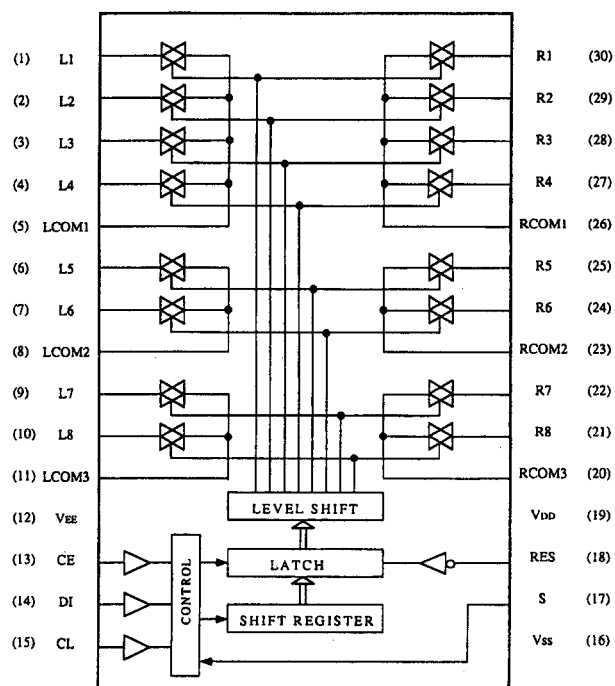 (1) L1 R1 (30)
(2) L2 R2 (29)
(3) L3 R3 (28)
(4) L4 R4 (27)
(5) LCOM1 RCOM1 (26)
(6) L5 R5 (25)
(7) L6 R6 (24)
(8) LCOM2 RCOM2 (23)
(9) L7 R7 (22)
(10) L8 R8 (21)
(11) LCOM3 RCOM3 (20)
(12) VEE LEVEL SHIFT VDD (19)
(13) CE LATCH RES (18)
(14) DI CONTROL SHIFT REGISTER S (17)
(15) CL Vss (16)